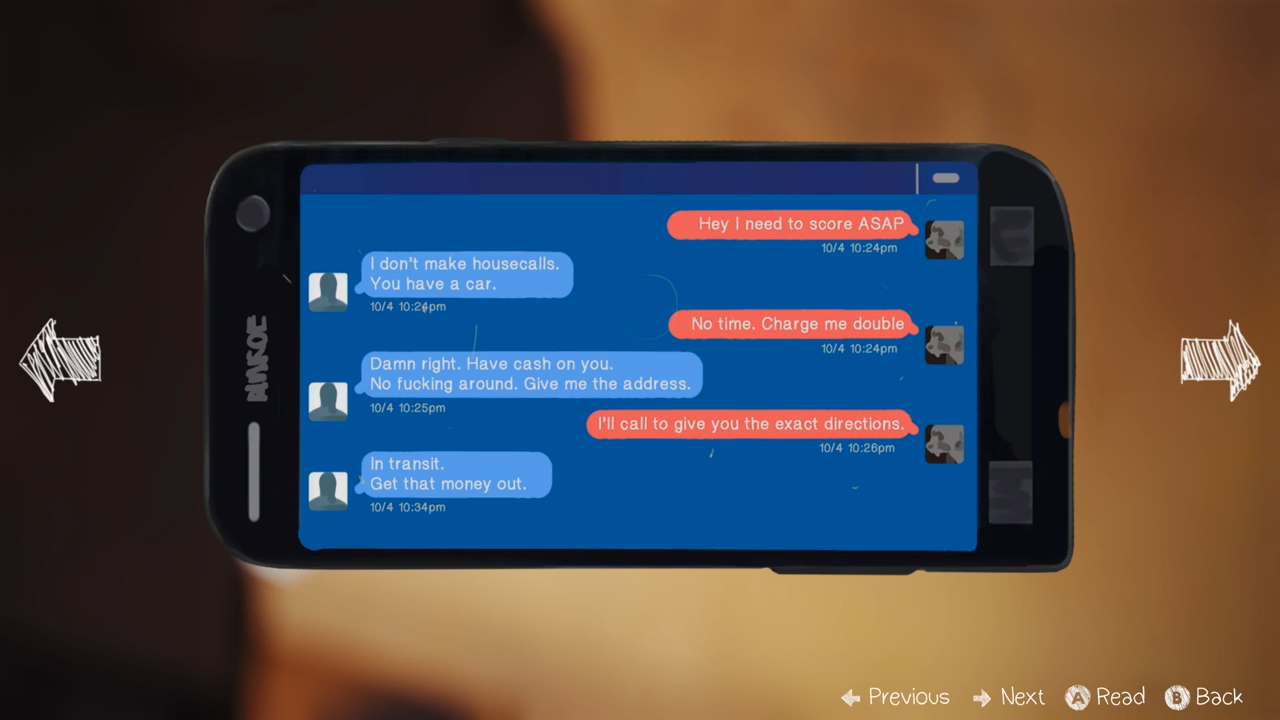 Hey I need to score ASAP
10/4 10:24pm
I don't make housecalls.
You have a car.
10/4 10:24pm
No time. Charge me double
10/4 10:24pm
Damn right. Have cash on you.
No fucking around. Give me the address.
10/4 10:25pm
I'll call to give you the exact directions.
10/4 10:26pm
In transit.
Get that money out.
10/4 10:34pm
Previous
Next
A Read
B Back